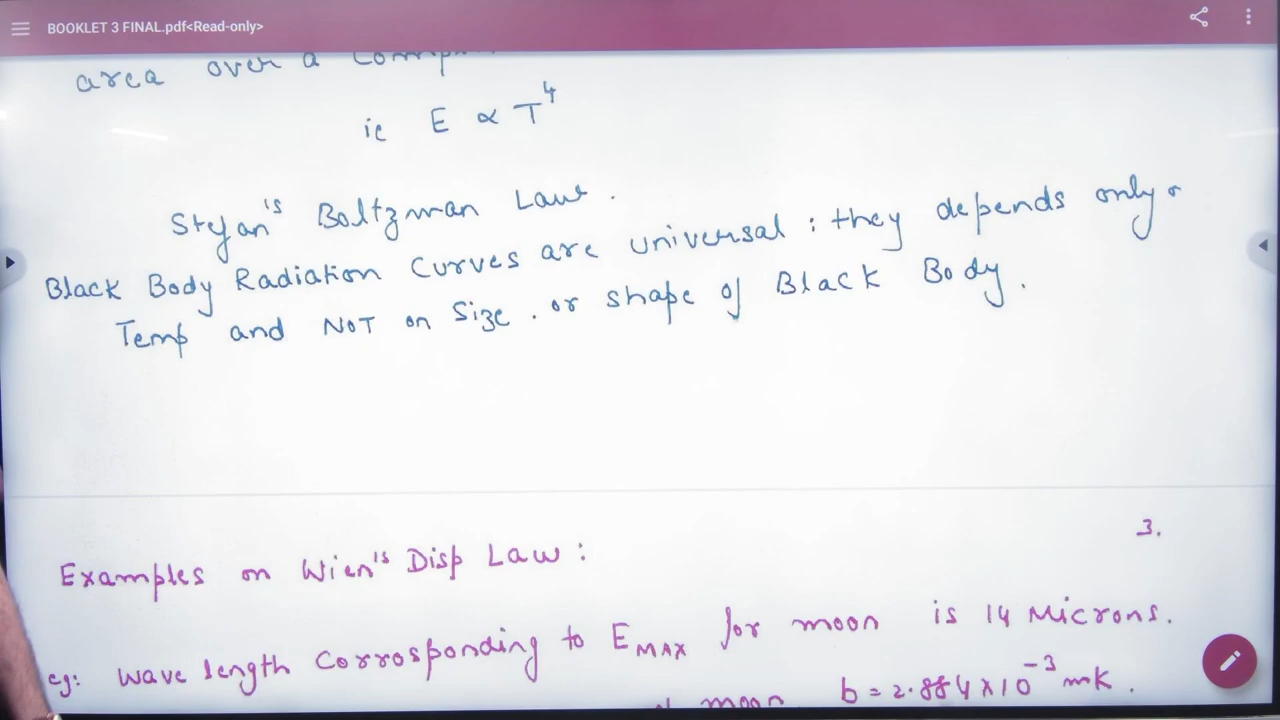 BOOKLET 3 FINAL.pdf<Read-only>
area over a
ie E ∝ T⁴
Stefan's Boltzman Law.
Black Body Radiation Curves are universal : they depends only
Temp and NOT on Size . or shape of Black Body.
3.
Examples on Wien's Disp Law :
eg: wave length Corrosponding to E MAX for moon is 14 Microns.
moon b = 2.884 x 10⁻³ mk.